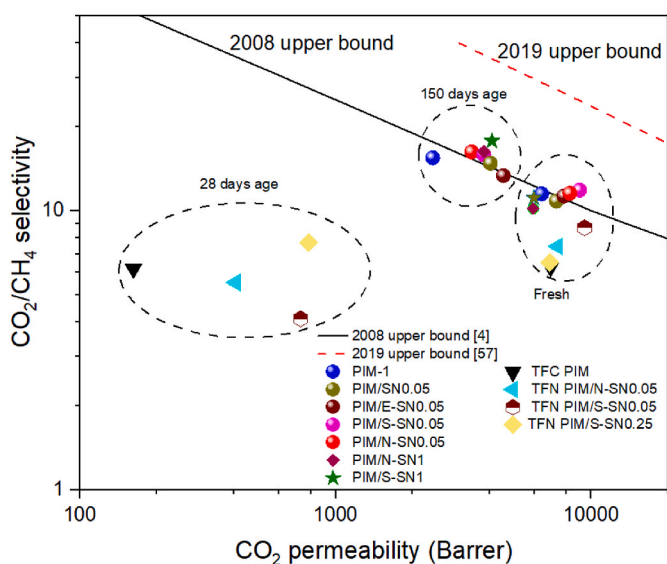 2008 upper bound
2019 upper bound
150 days age
28 days age
Fresh
CO₂/CH₄ selectivity
10
1
2008 upper bound [4]
2019 upper bound [57]
PIM-1
PIM/SN0.05
PIM/E-SN0.05
PIM/S-SN0.05
PIM/N-SN0.05
PIM/N-SN1
PIM/S-SN1
TFC PIM
TFN PIM/N-SN0.05
TFN PIM/S-SN0.05
TFN PIM/S-SN0.25
100
1000
10000
CO₂ permeability (Barrer)